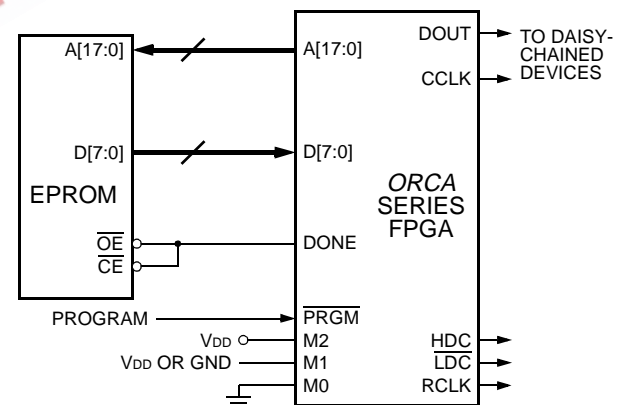 A[17:0]
D[7:0]
EPROM
OE
CE
A[17:0]
D[7:0]
DONE
PRGM
M2
M1
M0
DOUT
CCLK
ORCA
SERIES
FPGA
HDC
LDC
RCLK
TO DAISY-
CHAINED
DEVICES
PROGRAM
VDD
VDD OR GND